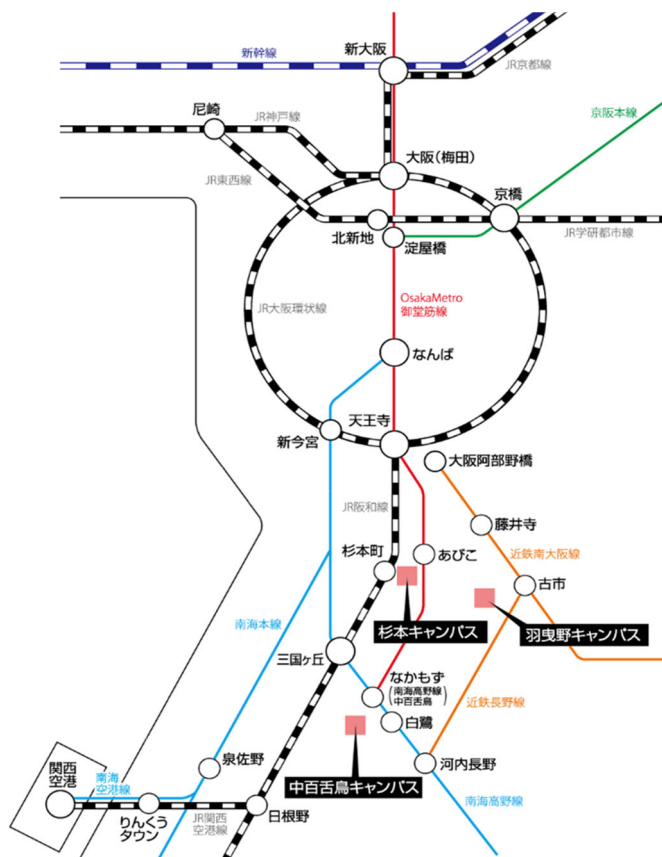 新大阪
新幹線
JR京都線
尼崎
JR神戸線
京阪本線
大阪(梅田)
JR東西線
京橋
北新地
淀屋橋
JR学研都市線
JR大阪環状線
OsakaMetro
御堂筋線
なんば
天王寺
新今宮
大阪阿部野橋
JR阪和線
藤井寺
杉本町
あびこ
近鉄南大阪線
古市
南海本線
杉本キャンパス
羽曳野キャンパス
三国ヶ丘
なかもず
(南海高野線
中百舌鳥)
近鉄長野線
白鷺
泉佐野
河内長野
関西
空港
南海
空港線
中百舌鳥キャンパス
りんくう
タウン
JR関西
空港線
日根野
南海高野線